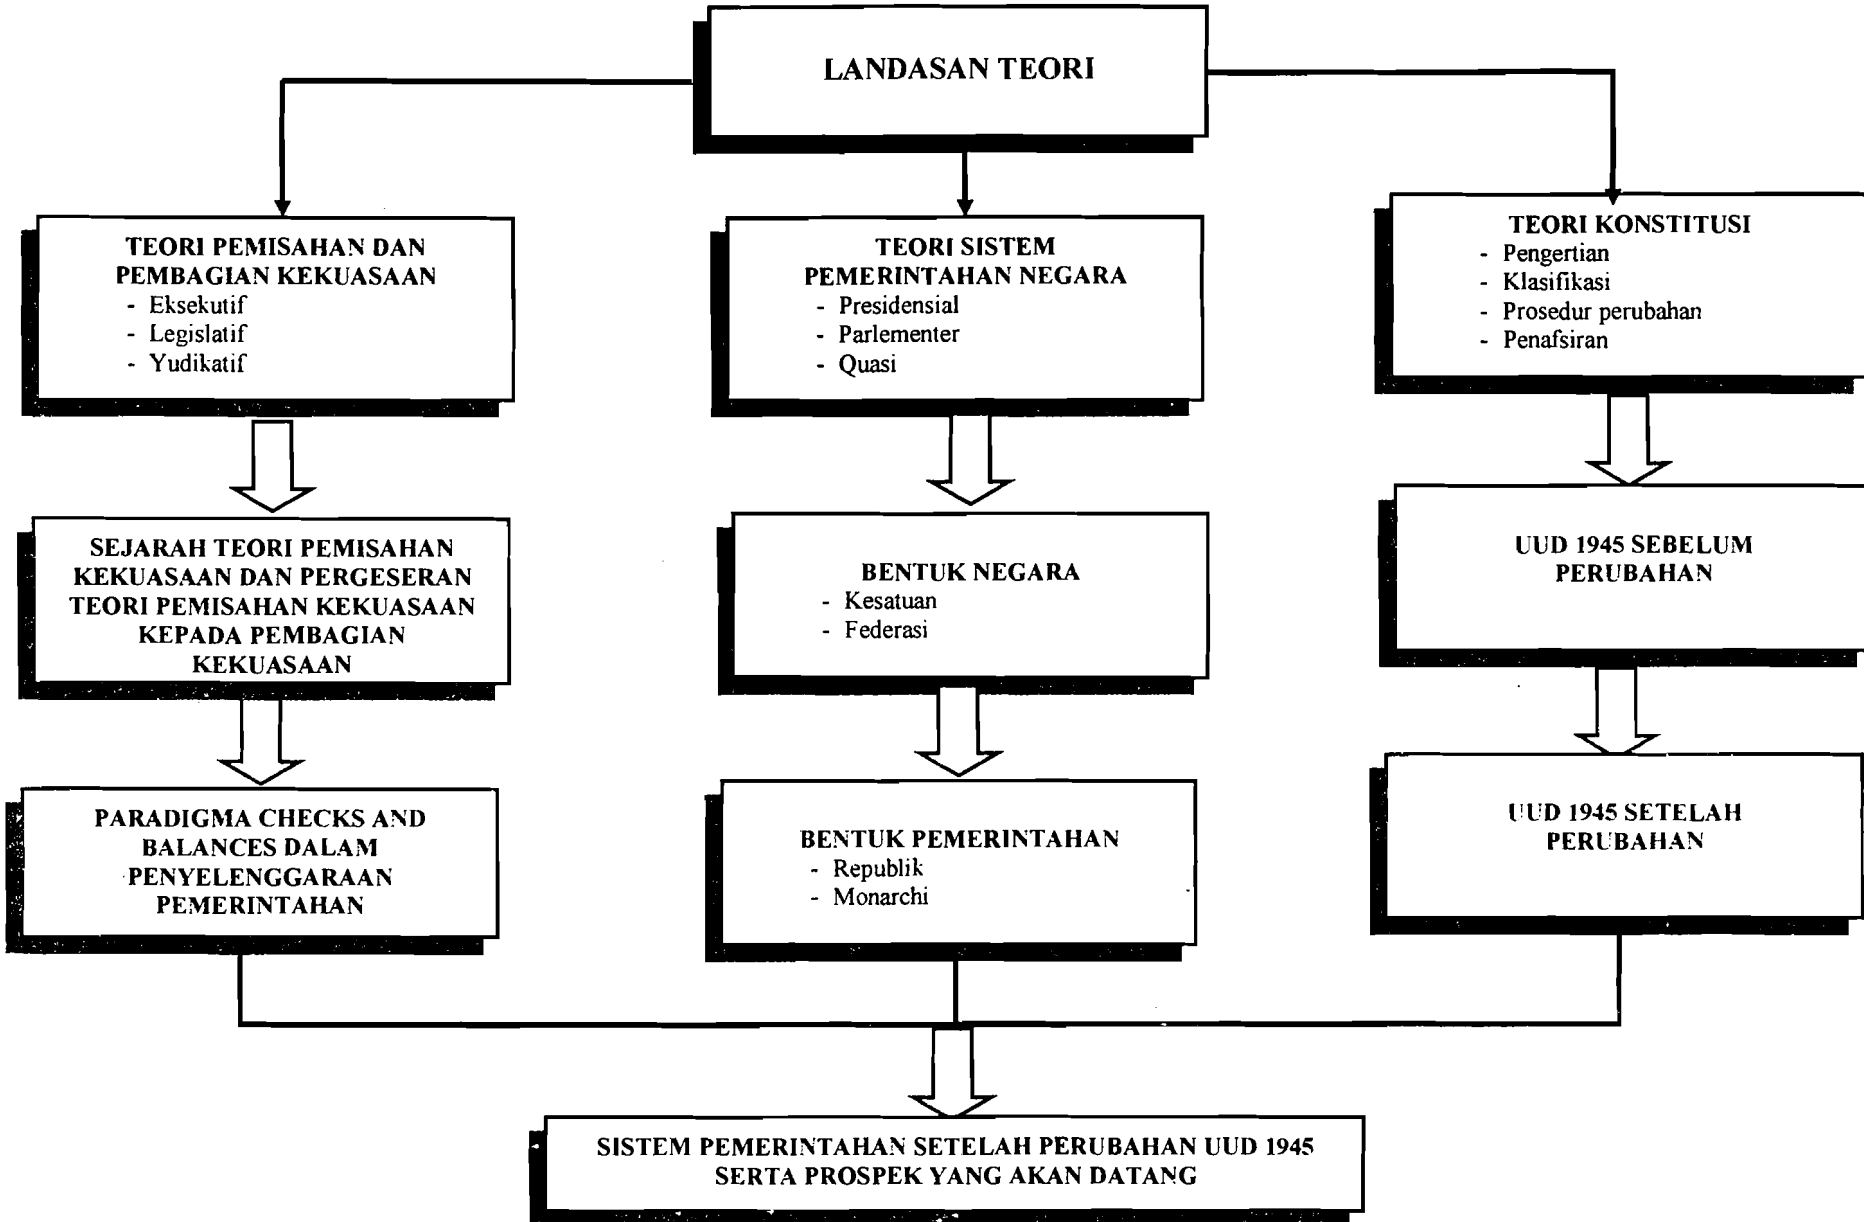 LANDASAN TEORI
TEORI PEMISAHAN DAN
PEMBAGIAN KEKUASAAN
- Eksekutif
- Legislatif
- Yudikatif
TEORI SISTEM
PEMERINTAHAN NEGARA
- Presidensial
- Parlementer
- Quasi
TEORI KONSTITUSI
- Pengertian
- Klasifikasi
- Prosedur perubahan
- Penafsiran
SEJARAH TEORI PEMISAHAN
KEKUASAAN DAN PERGESERAN
TEORI PEMISAHAN KEKUASAAN
KEPADA PEMBAGIAN
KEKUASAAN
BENTUK NEGARA
- Kesatuan
- Federasi
UUD 1945 SEBELUM
PERUBAHAN
PARADIGMA CHECKS AND
BALANCES DALAM
PENYELENGGARAAN
PEMERINTAHAN
BENTUK PEMERINTAHAN
- Republik
- Monarchi
UUD 1945 SETELAH
PERUBAHAN
SISTEM PEMERINTAHAN SETELAH PERUBAHAN UUD 1945
SERTA PROSPEK YANG AKAN DATANG